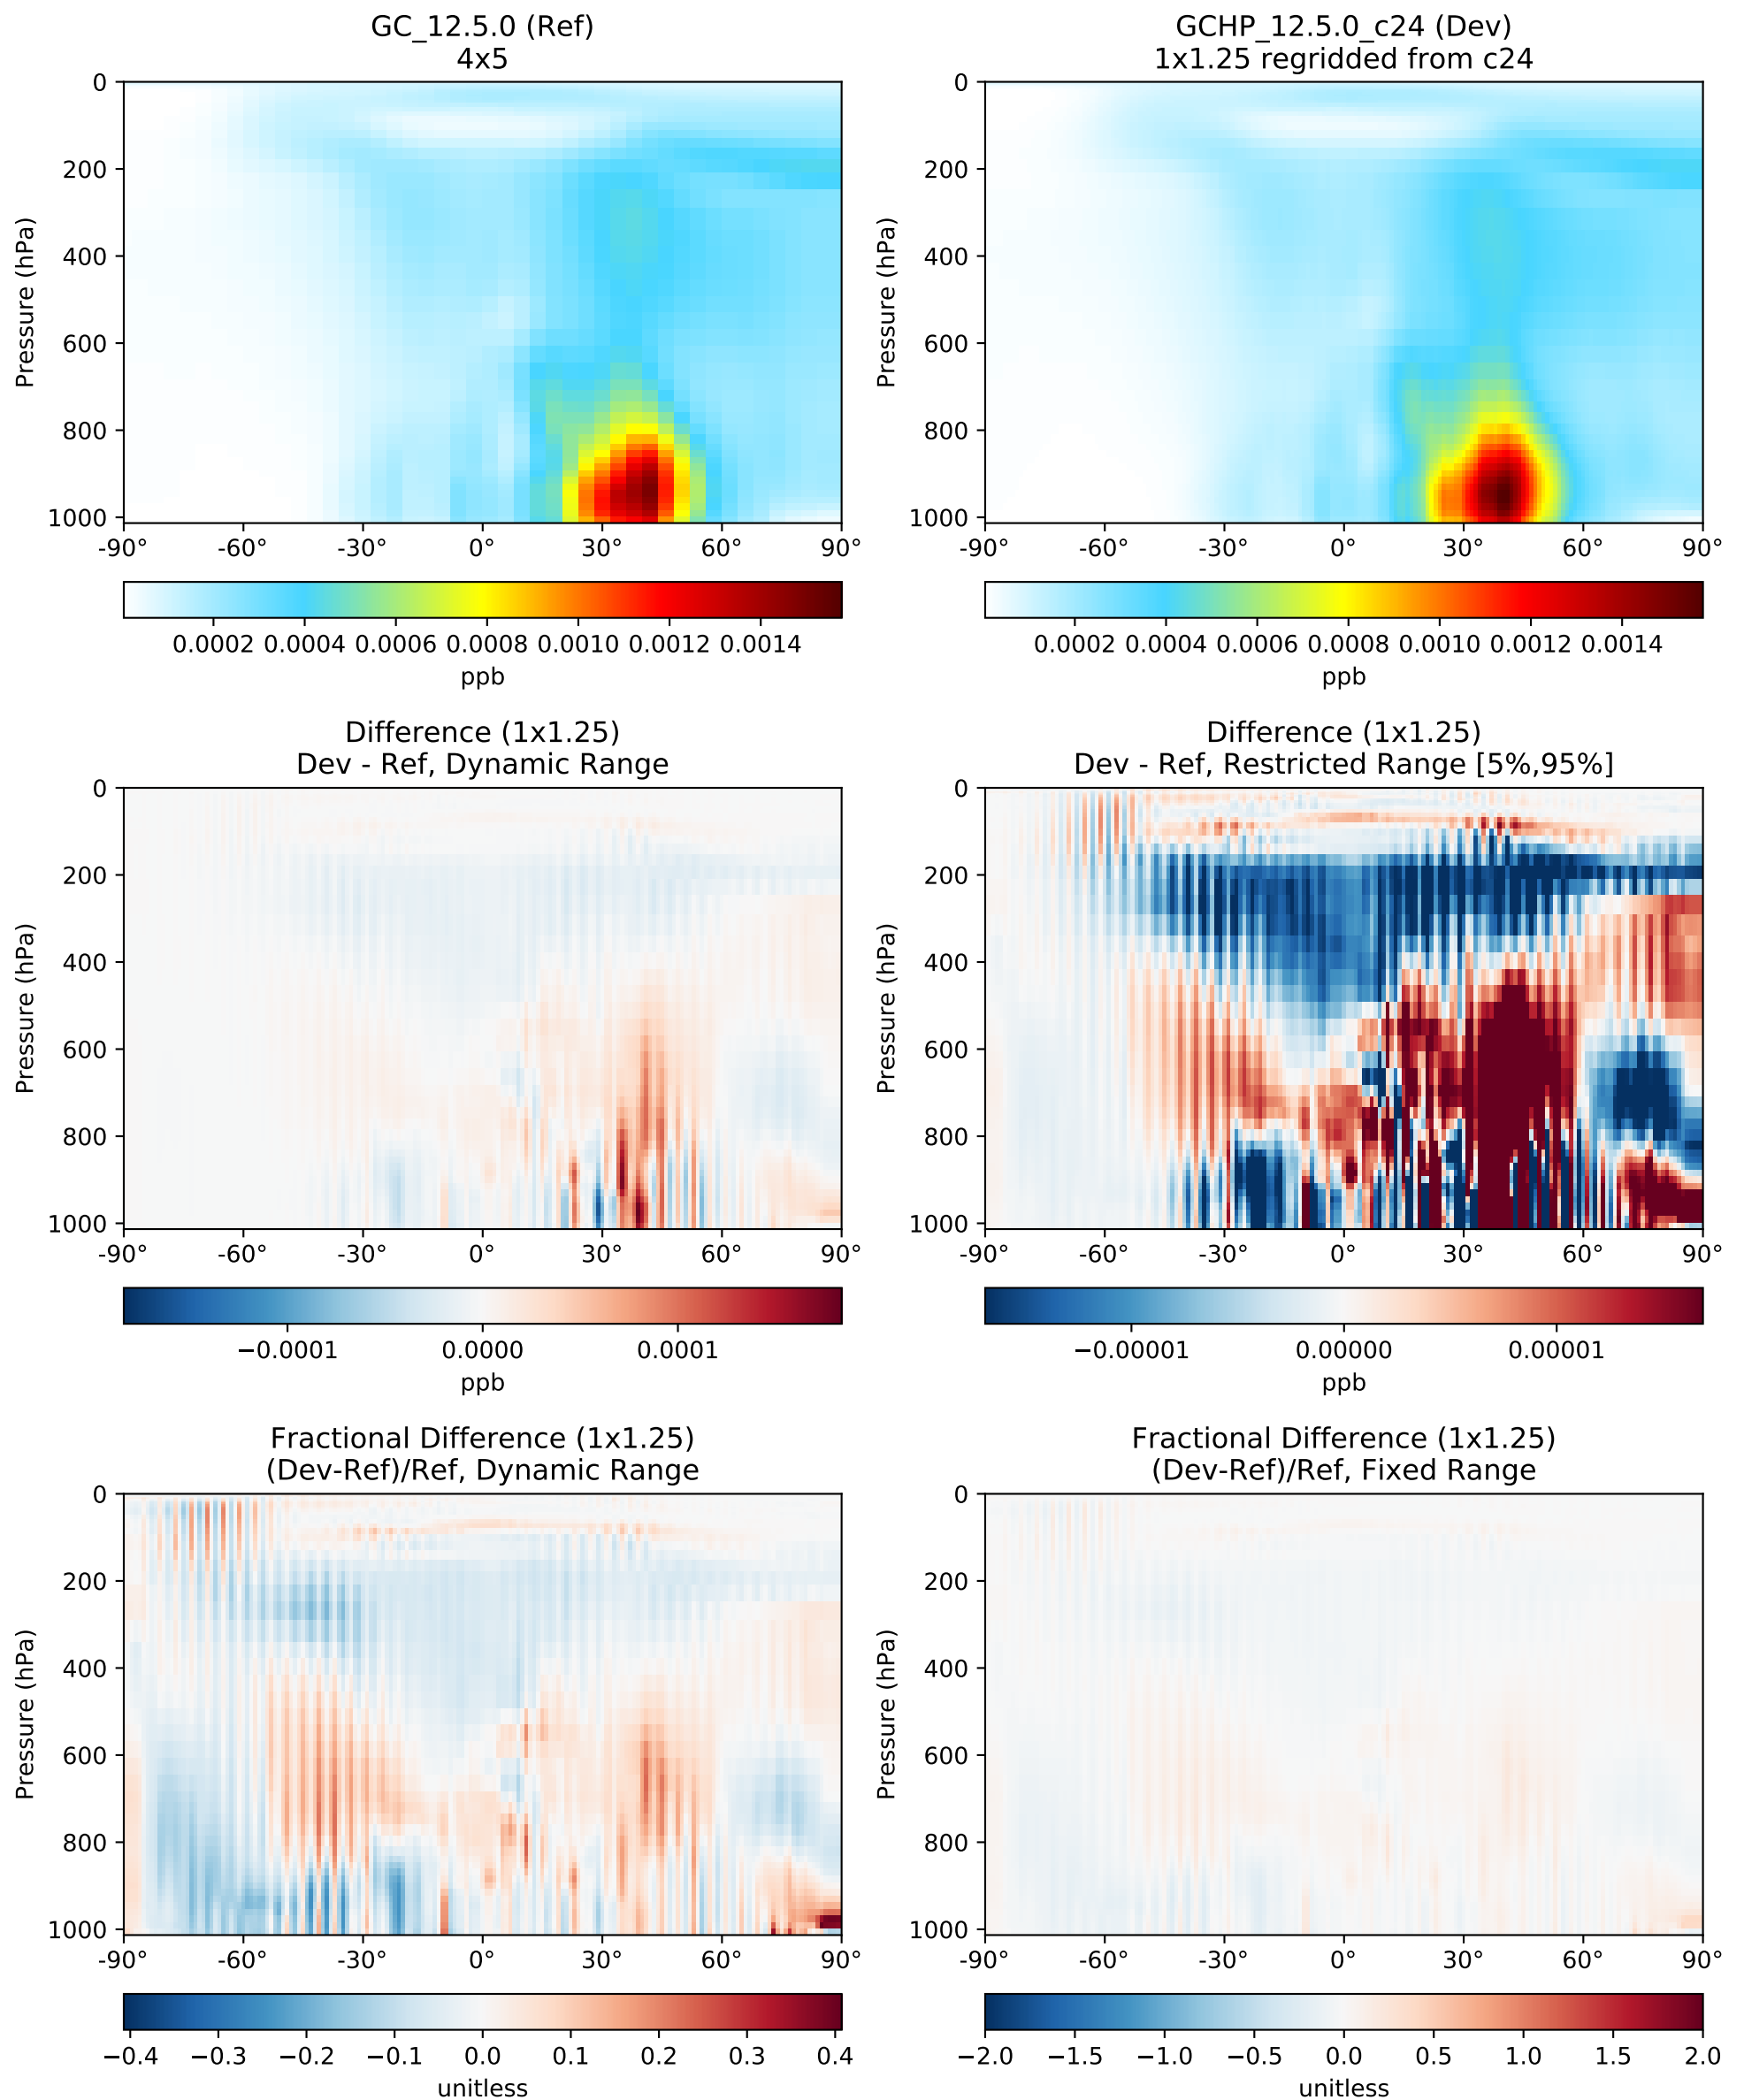 GC_12.5.0 (Ref)
4x5
Pressure (hPa)
0
200
400
600
800
1000
-90° -60° -30° 0° 30° 60° 90°
0.0002 0.0004 0.0006 0.0008 0.0010 0.0012 0.0014
ppb
GCHP_12.5.0_c24 (Dev)
1x1.25 regridded from c24
Pressure (hPa)
0
200
400
600
800
1000
-90° -60° -30° 0° 30° 60° 90°
0.0002 0.0004 0.0006 0.0008 0.0010 0.0012 0.0014
ppb
Difference (1x1.25)
Dev - Ref, Dynamic Range
Pressure (hPa)
0
200
400
600
800
1000
-90° -60° -30° 0° 30° 60° 90°
−0.0001 0.0000 0.0001
ppb
Difference (1x1.25)
Dev - Ref, Restricted Range [5%,95%]
Pressure (hPa)
0
200
400
600
800
1000
-90° -60° -30° 0° 30° 60° 90°
−0.00001 0.00000 0.00001
ppb
Fractional Difference (1x1.25)
(Dev-Ref)/Ref, Dynamic Range
Pressure (hPa)
0
200
400
600
800
1000
-90° -60° -30° 0° 30° 60° 90°
−0.4 −0.3 −0.2 −0.1 0.0 0.1 0.2 0.3 0.4
unitless
Fractional Difference (1x1.25)
(Dev-Ref)/Ref, Fixed Range
Pressure (hPa)
0
200
400
600
800
1000
-90° -60° -30° 0° 30° 60° 90°
−2.0 −1.5 −1.0 −0.5 0.0 0.5 1.0 1.5 2.0
unitless